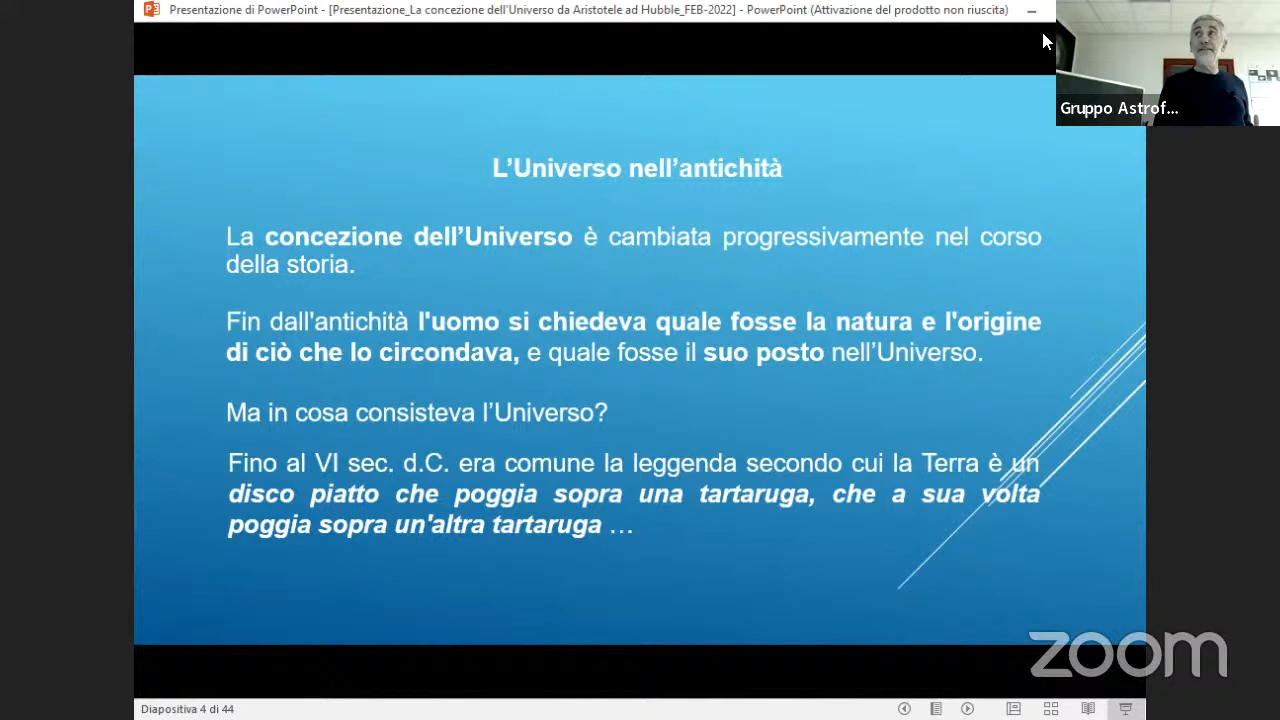 Presentazione di PowerPoint - [Presentazione_La concezione dell'Universo da Aristotele ad Hubble_FEB-2022] - PowerPoint (Attivazione del prodotto non riuscita)
Gruppo Astrof...
L’Universo nell’antichità
La concezione dell’Universo è cambiata progressivamente nel corso
della storia.
Fin dall'antichità l'uomo si chiedeva quale fosse la natura e l'origine
di ciò che lo circondava, e quale fosse il suo posto nell’Universo.
Ma in cosa consisteva l’Universo?
Fino al VI sec. d.C. era comune la leggenda secondo cui la Terra è un
disco piatto che poggia sopra una tartaruga, che a sua volta
poggia sopra un'altra tartaruga …
zoom
Diapositiva 4 di 44